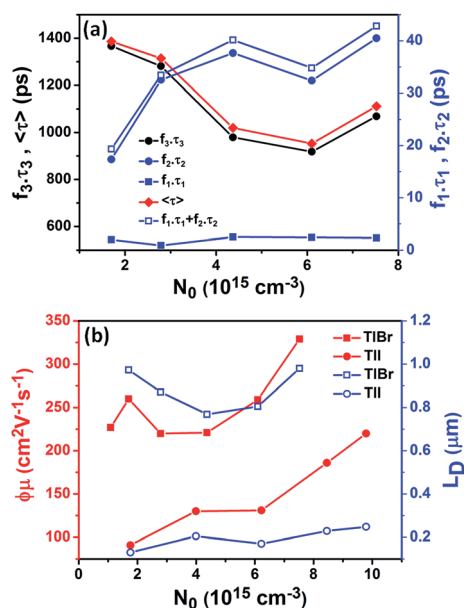 (a)
1400
1200
1000
800
600
40
30
20
10
0
f3.τ3 , <τ> (ps)
f1.τ1 , f2.τ2 (ps)
f3.τ3
f2.τ2
f1.τ1
<τ>
f1.τ1+f2.τ2
2 4 6 8
N0 (10^15 cm^-3)
(b)
350
300
250
200
150
100
1.2
1.0
0.8
0.6
0.4
0.2
ϕμ (cm2V-1s-1)
LD (μm)
TlBr
TlI
TlBr
TlI
0 2 4 6 8 10
N0 (10^15 cm^-3)